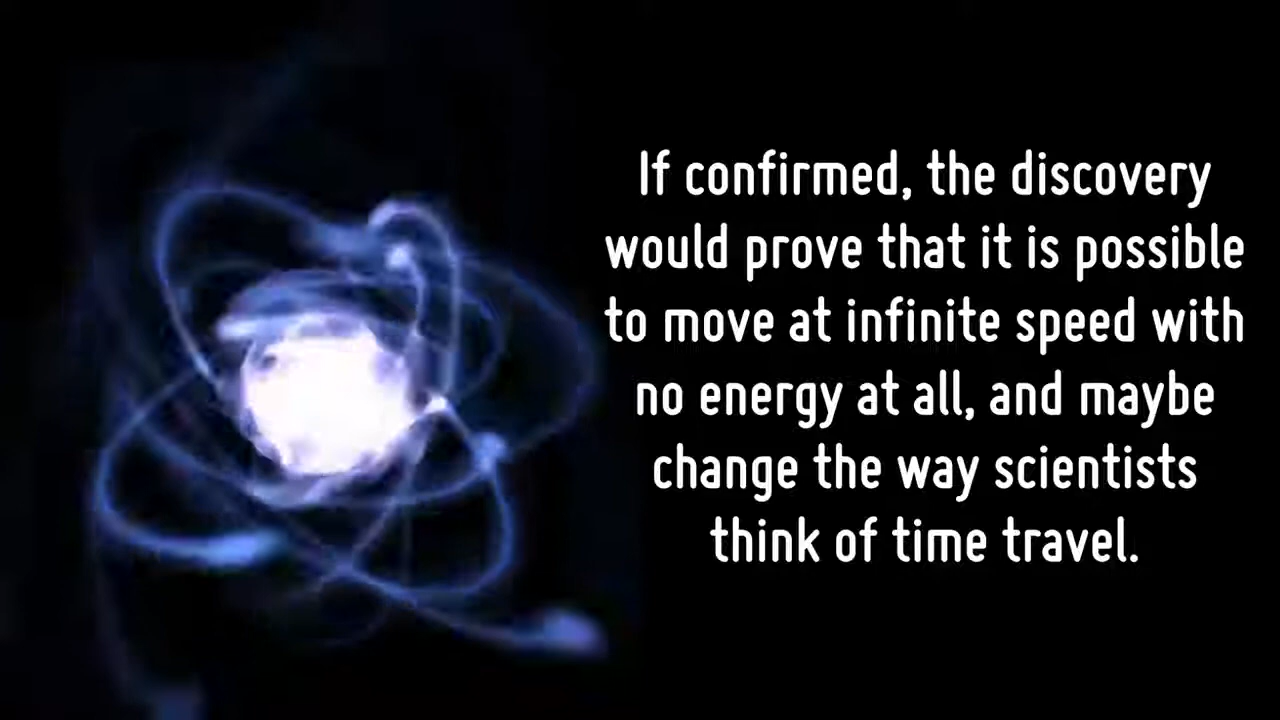 If confirmed, the discovery
would prove that it is possible
to move at infinite speed with
no energy at all, and maybe
change the way scientists
think of time travel.